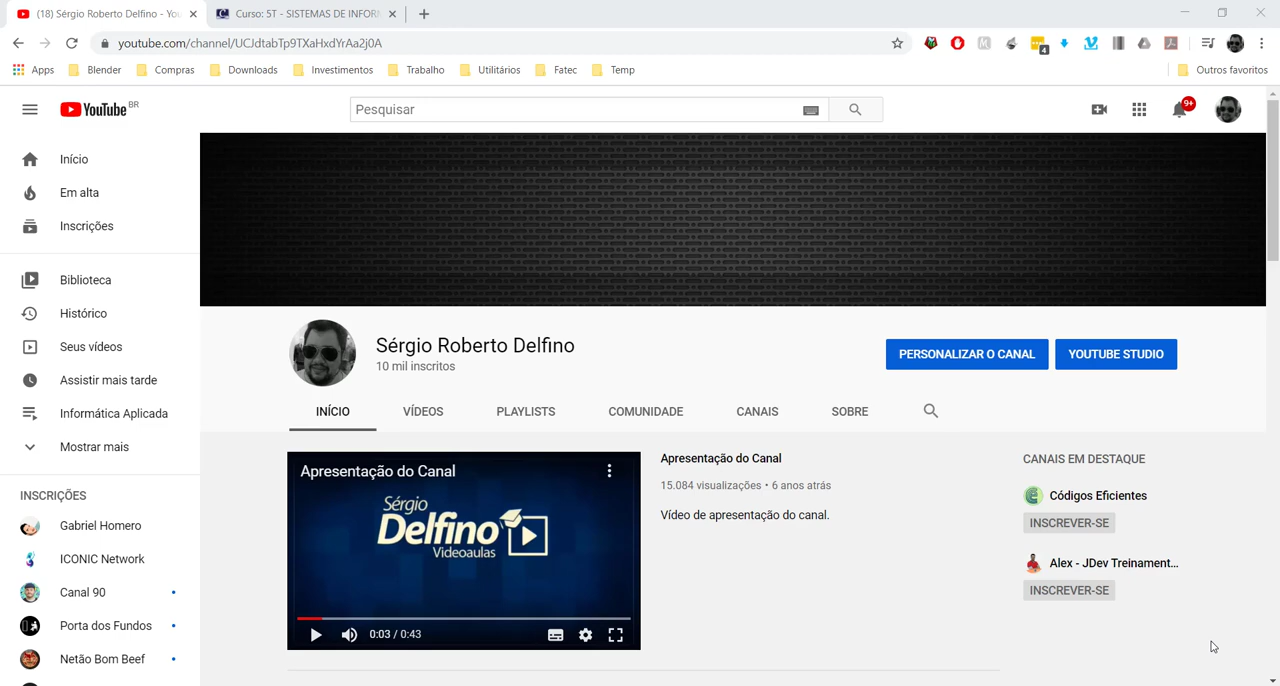 (18) Sérgio Roberto Delfino - You
Curso: 5T - SISTEMAS DE INFOR
youtube.com/channel/UCJdtabTp9TXaHxdYrAa2j0A
4
Apps Blender Compras Downloads Investimentos Trabalho Utilitários Fatec Temp Outros favoritos
YouTube BR
Pesquisar
9+
Início
Em alta
Inscrições
Biblioteca
Histórico
Seus vídeos
Assistir mais tarde
Informática Aplicada
Mostrar mais
INSCRIÇÕES
Gabriel Homero
ICONIC Network
Canal 90
Porta dos Fundos
Netão Bom Beef
Sérgio Roberto Delfino
10 mil inscritos
PERSONALIZAR O CANAL
YOUTUBE STUDIO
INÍCIO VÍDEOS PLAYLISTS COMUNIDADE CANAIS SOBRE
Apresentação do Canal
Sérgio
Delfino
Videoaulas
0:03 / 0:43
Apresentação do Canal
15.084 visualizações • 6 anos atrás
Vídeo de apresentação do canal.
CANAIS EM DESTAQUE
Códigos Eficientes
INSCREVER-SE
Alex - JDev Treinament...
INSCREVER-SE